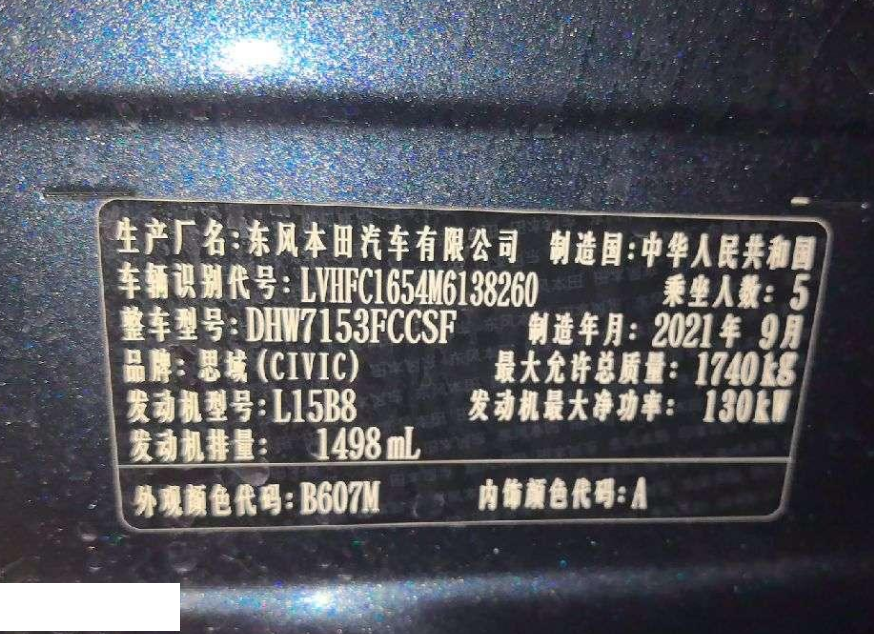 生产厂名:东风本田汽车有限公司 制造国:中华人民共和国
车辆识别代号:LVHFC1654M6138260 乘坐人数:5
整车型号:DHW7153FCCSF 制造年月:2021年 9月
品牌:思域(CIVIC) 最大允许总质量:1740kg
发动机型号:L15B8 发动机最大净功率:130kW
发动机排量: 1498mL
外观颜色代码:B607M 内饰颜色代码:A